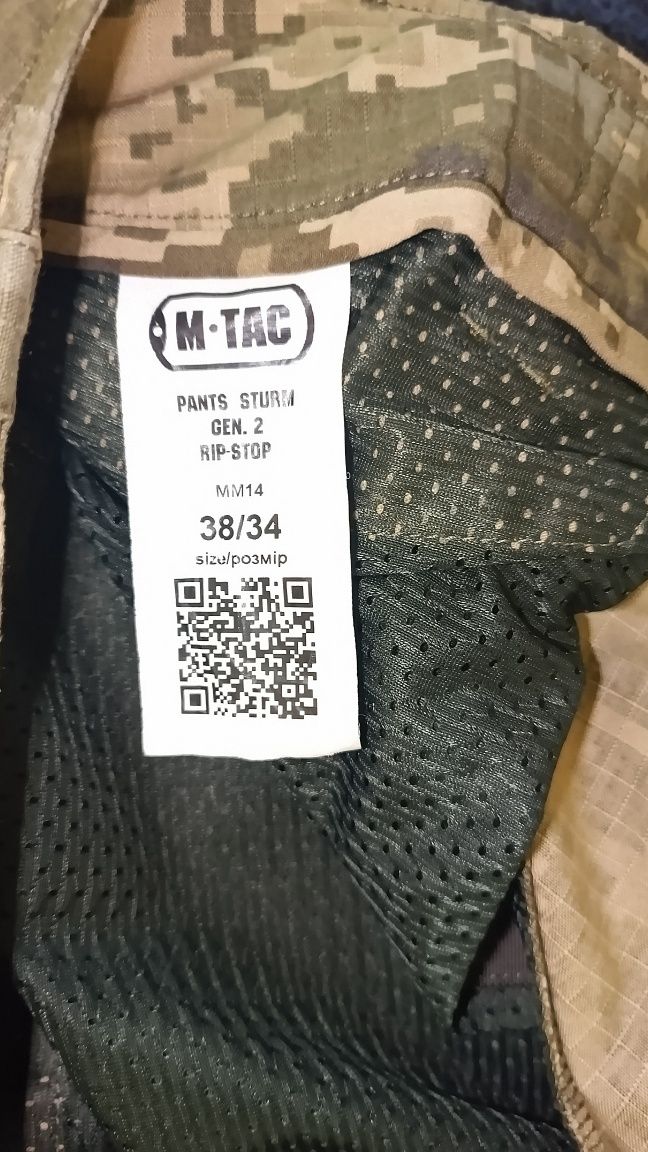 M·TAC
PANTS STURM
GEN. 2
RIP-STOP
MM14
38/34
size/розмір